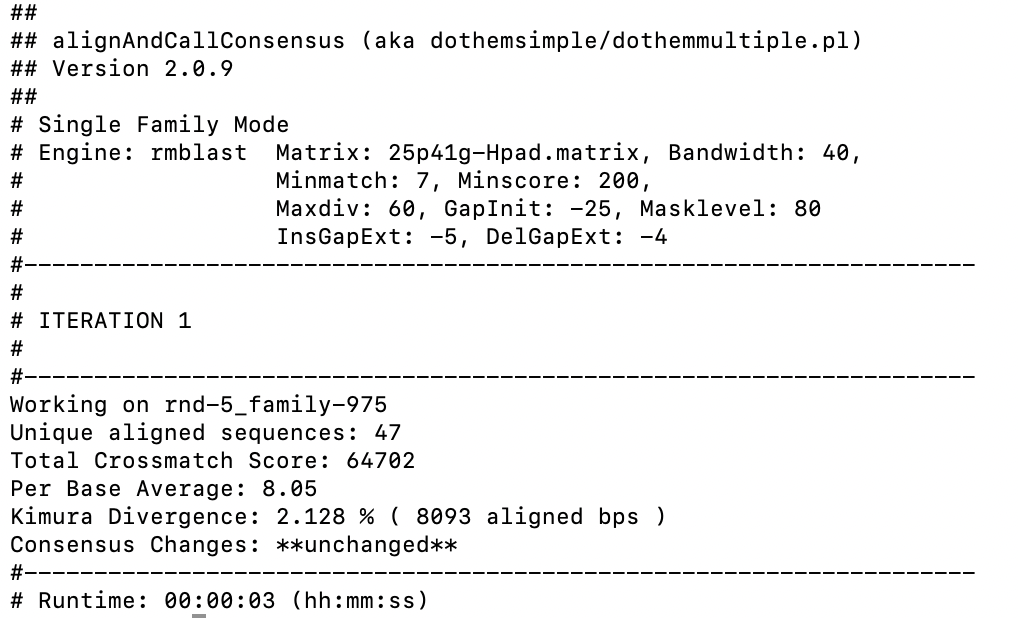 ##
## alignAndCallConsensus (aka dothemsimple/dothemmultiple.pl)
## Version 2.0.9
##
# Single Family Mode
# Engine: rmblast  Matrix: 25p41g-Hpad.matrix, Bandwidth: 40,
#                  Minmatch: 7, Minscore: 200,
#                  Maxdiv: 60, GapInit: -25, Masklevel: 80
#                  InsGapExt: -5, DelGapExt: -4
#--------------------------------------------------------------------
#
# ITERATION 1
#
#--------------------------------------------------------------------
Working on rnd-5_family-975
Unique aligned sequences: 47
Total Crossmatch Score: 64702
Per Base Average: 8.05
Kimura Divergence: 2.128 % ( 8093 aligned bps )
Consensus Changes: **unchanged**
#--------------------------------------------------------------------
# Runtime: 00:00:03 (hh:mm:ss)